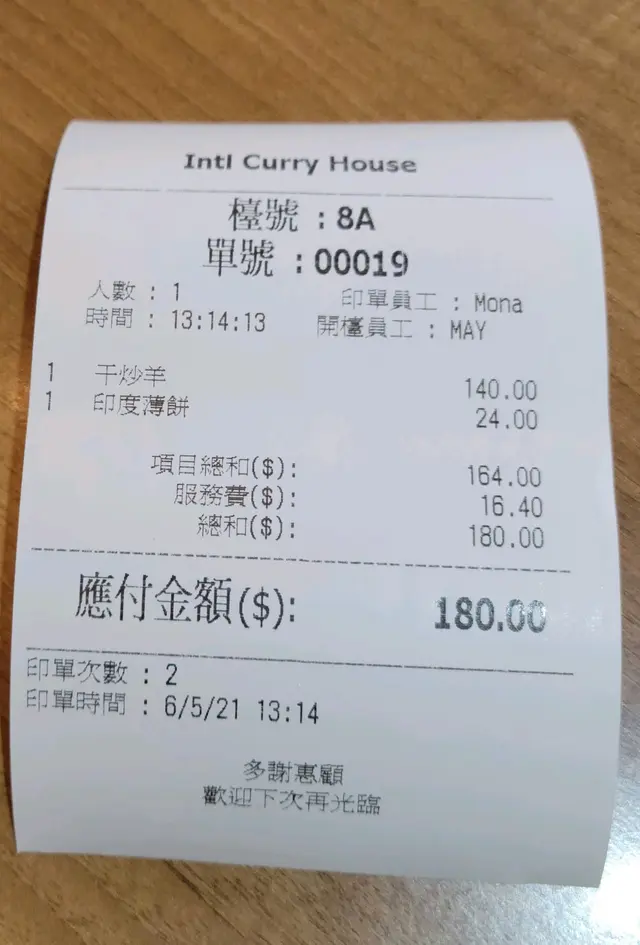 Intl Curry House
檯號 : 8A
單號 : 00019
人數 : 1 印單員工 : Mona
時間 : 13:14:13 開檯員工 : MAY
1 干炒羊 140.00
1 印度薄餅 24.00
項目總和($): 164.00
服務費($): 16.40
總和($): 180.00
應付金額($): 180.00
印單次數 : 2
印單時間 : 6/5/21 13:14
多謝惠顧
歡迎下次再光臨